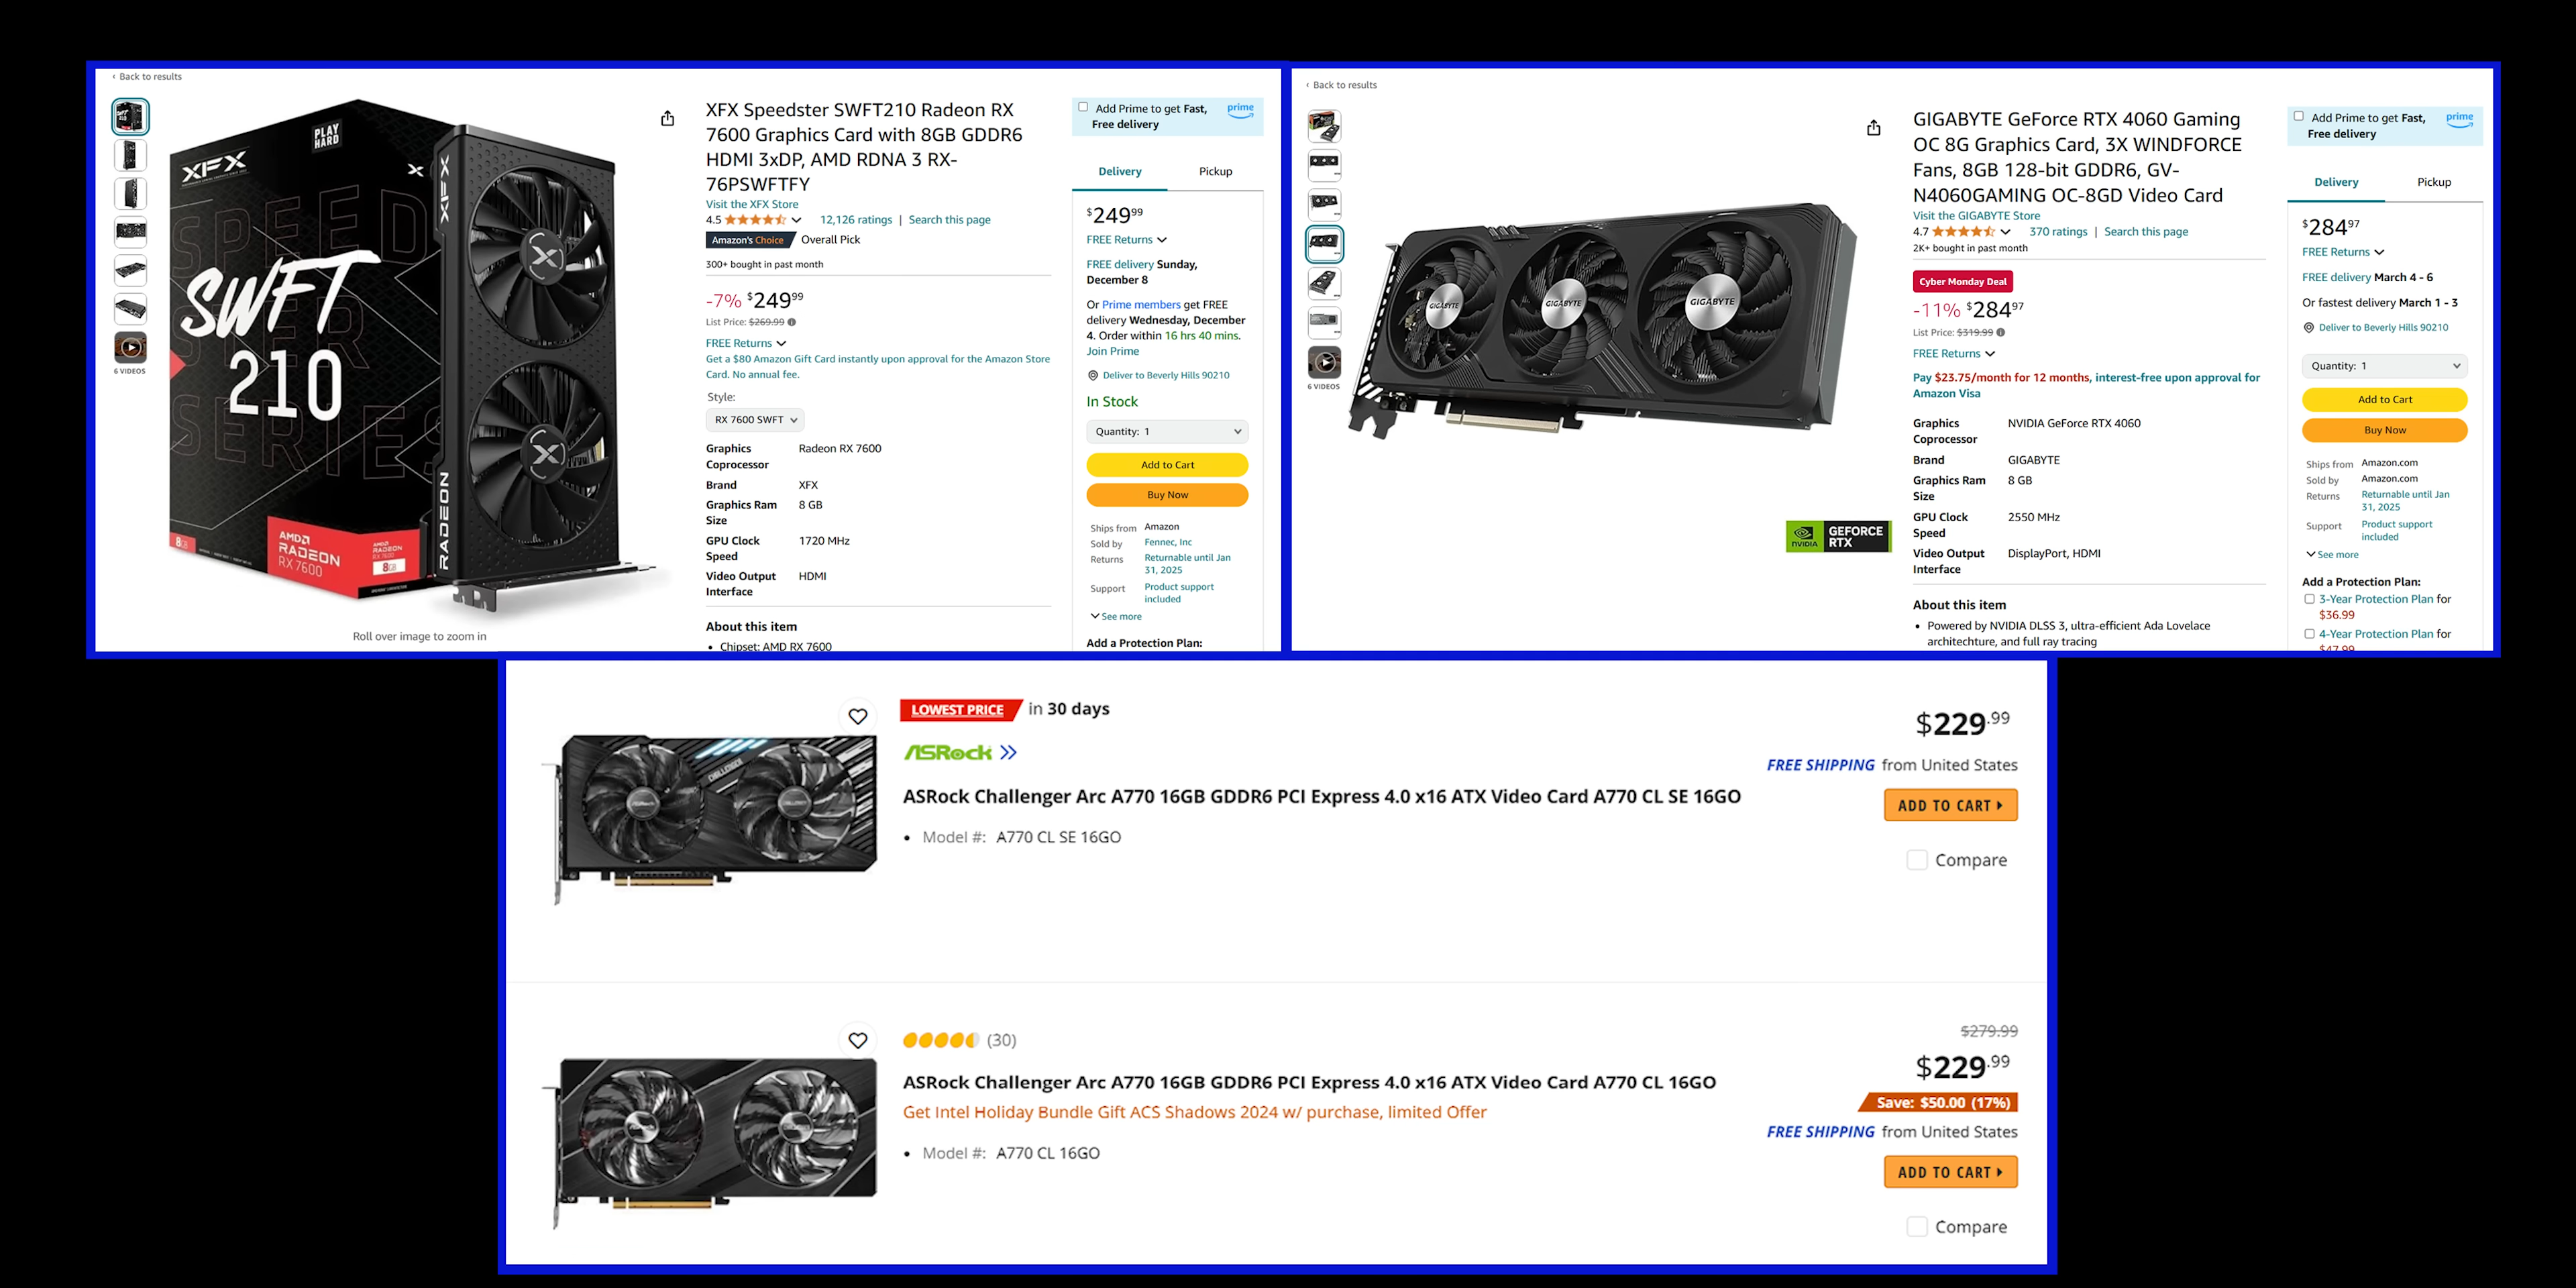 ‹ Back to results
XFX
PLAY
HARD
SPEED
SWFT
210
SERIES
XFX
RADEON
AMD
RADEON
RX 7600
8GB
6 VIDEOS
Roll over image to zoom in
XFX Speedster SWFT210 Radeon RX
7600 Graphics Card with 8GB GDDR6
HDMI 3xDP, AMD RDNA 3 RX-
76PSWFTFY
Visit the XFX Store
4.5 12,126 ratings | Search this page
Amazon's Choice Overall Pick
300+ bought in past month
-7% $249.99
List Price: $269.99
FREE Returns
Get a $80 Amazon Gift Card instantly upon approval for the Amazon Store
Card. No annual fee.
Style:
RX 7600 SWFT
Graphics Coprocessor Radeon RX 7600
Brand XFX
Graphics Ram Size 8 GB
GPU Clock Speed 1720 MHz
Video Output Interface HDMI
About this item
• Chipset: AMD RX 7600
Add Prime to get Fast,
Free delivery
prime
Delivery Pickup
$249.99
FREE Returns
FREE delivery Sunday,
December 8
Or Prime members get FREE
delivery Wednesday, December
4. Order within 16 hrs 40 mins.
Join Prime
Deliver to Beverly Hills 90210
In Stock
Quantity: 1
Add to Cart
Buy Now
Ships from Amazon
Sold by Fennec, Inc
Returns Returnable until Jan
31, 2025
Support Product support
included
See more
Add a Protection Plan:
‹ Back to results
6 VIDEOS
GIGABYTE
GIGABYTE
GIGABYTE
NVIDIA
GEFORCE
RTX
GIGABYTE GeForce RTX 4060 Gaming
OC 8G Graphics Card, 3X WINDFORCE
Fans, 8GB 128-bit GDDR6, GV-
N4060GAMING OC-8GD Video Card
Visit the GIGABYTE Store
4.7 370 ratings | Search this page
2K+ bought in past month
Cyber Monday Deal
-11% $284.97
List Price: $319.99
FREE Returns
Pay $23.75/month for 12 months, interest-free upon approval for
Amazon Visa
Graphics Coprocessor NVIDIA GeForce RTX 4060
Brand GIGABYTE
Graphics Ram Size 8 GB
GPU Clock Speed 2550 MHz
Video Output Interface DisplayPort, HDMI
About this item
• Powered by NVIDIA DLSS 3, ultra-efficient Ada Lovelace
architechture, and full ray tracing
Add Prime to get Fast,
Free delivery
prime
Delivery Pickup
$284.97
FREE Returns
FREE delivery March 4 - 6
Or fastest delivery March 1 - 3
Deliver to Beverly Hills 90210
Quantity: 1
Add to Cart
Buy Now
Ships from Amazon.com
Sold by Amazon.com
Returns Returnable until Jan
31, 2025
Support Product support
included
See more
Add a Protection Plan:
3-Year Protection Plan for
$36.99
4-Year Protection Plan for
$47.99
LOWEST PRICE in 30 days
ASRock
ASRock Challenger Arc A770 16GB GDDR6 PCI Express 4.0 x16 ATX Video Card A770 CL SE 16GO
• Model #: A770 CL SE 16GO
$229.99
FREE SHIPPING from United States
ADD TO CART
Compare
(30)
ASRock Challenger Arc A770 16GB GDDR6 PCI Express 4.0 x16 ATX Video Card A770 CL 16GO
Get Intel Holiday Bundle Gift ACS Shadows 2024 w/ purchase, limited Offer
• Model #: A770 CL 16GO
$279.99
$229.99
Save: $50.00 (17%)
FREE SHIPPING from United States
ADD TO CART
Compare